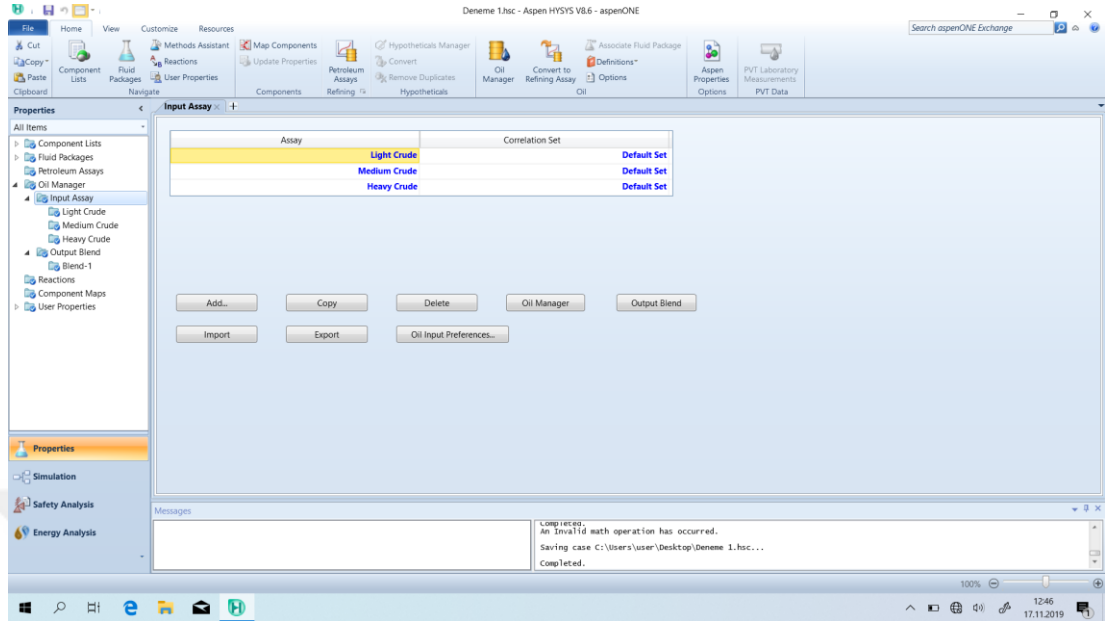 Deneme 1.hsc - Aspen HYSYS V8.6 - aspenONE
File Home View Customize Resources
Search aspenONE Exchange
Cut
Copy
Paste
Clipboard
Component Lists
Fluid Packages
Methods Assistant
Reactions
User Properties
Navigate
Map Components
Update Properties
Components
Petroleum Assays
Refining
Hypotheticals Manager
Convert
Remove Duplicates
Hypotheticals
Oil Manager
Convert to Refining Assay
Associate Fluid Package
Definitions
Options
Oil
Aspen Properties
Options
PVT Laboratory Measurements
PVT Data
Properties
All Items
Component Lists
Fluid Packages
Petroleum Assays
Oil Manager
Input Assay
Light Crude
Medium Crude
Heavy Crude
Output Blend
Blend-1
Reactions
Component Maps
User Properties
Properties
Simulation
Safety Analysis
Energy Analysis
Input Assay
Assay Correlation Set
Light Crude Default Set
Medium Crude Default Set
Heavy Crude Default Set
Add... Copy Delete Oil Manager Output Blend
Import Export Oil Input Preferences...
Messages
Completed.
An Invalid math operation has occurred.
Saving case C:\Users\user\Desktop\Deneme 1.hsc...
Completed.
100%
12:46
17.11.2019